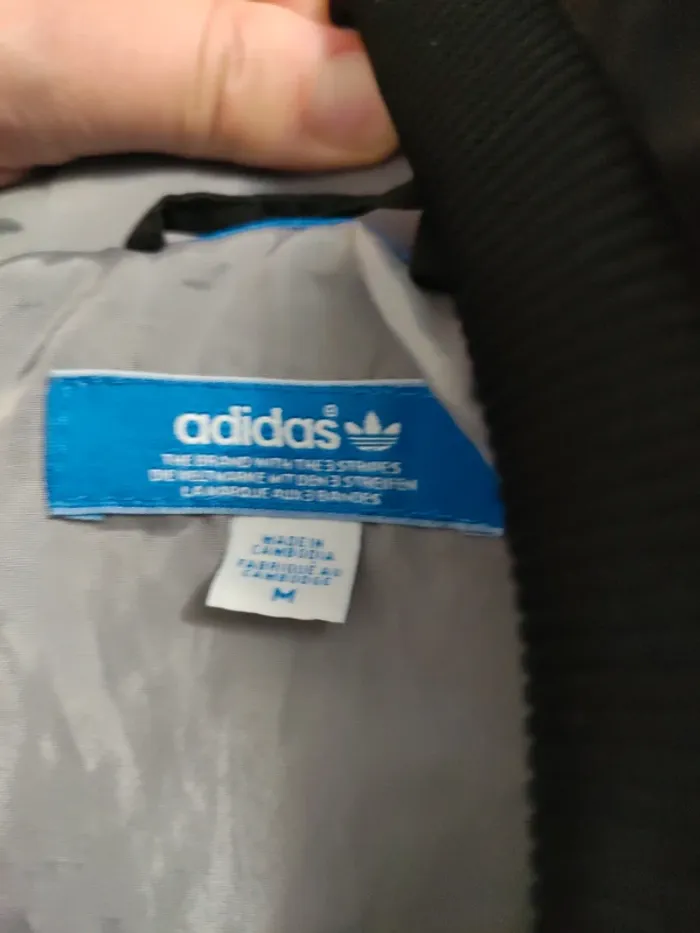 adidas®
THE BRAND WITH THE 3 STRIPES
DIE WELTMARKE MIT DEN 3 STREIFEN
LA MARQUE AUX 3 BANDES
MADE IN
CAMBODIA
FABRIQUÉ AU
CAMBODGE
M